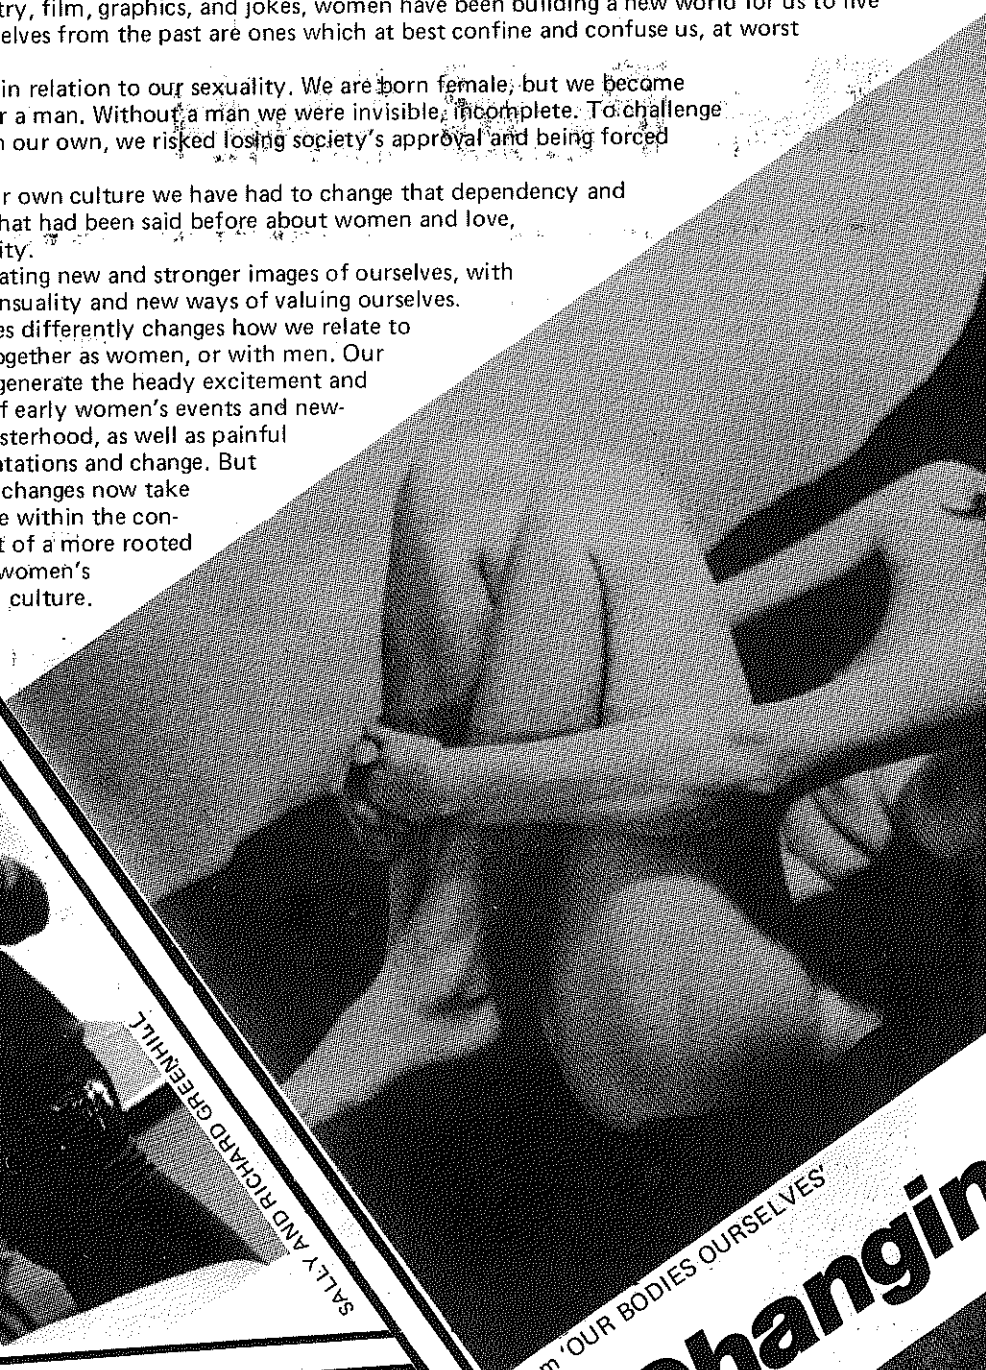 try, film, graphics, and jokes, women have been building a new world for us to live
elves from the past are ones which at best confine and confuse us, at worst
in relation to our sexuality. We are born female, but we become
r a man. Without a man we were invisible, incomplete. To challenge
n our own, we risked losing society's approval and being forced
r own culture we have had to change that dependency and
hat had been said before about women and love,
ity.
ating new and stronger images of ourselves, with
nsuality and new ways of valuing ourselves.
es differently changes how we relate to
ogether as women, or with men. Our
generate the heady excitement and
f early women's events and new-
sterhood, as well as painful
ntations and change. But
changes now take
e within the con-
t of a more rooted
women's
culture.
SALLY AND RICHARD GREENHILL
m 'OUR BODIES OURSELVES'
Changin